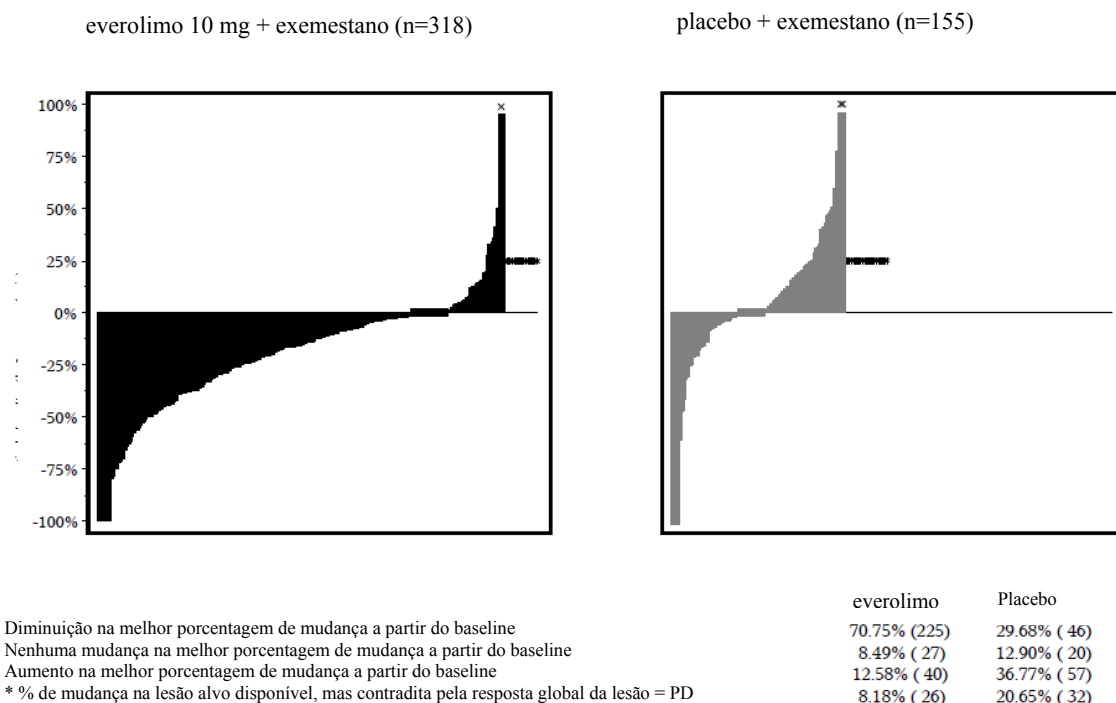 everolimo 10 mg + exemestano (n=318)
placebo + exemestano (n=155)
100%
75%
50%
25%
0%
-25%
-50%
-75%
-100%
everolimo Placebo
Diminuição na melhor porcentagem de mudança a partir do baseline 70.75% (225) 29.68% ( 46)
Nenhuma mudança na melhor porcentagem de mudança a partir do baseline 8.49% ( 27) 12.90% ( 20)
Aumento na melhor porcentagem de mudança a partir do baseline 12.58% ( 40) 36.77% ( 57)
* % de mudança na lesão alvo disponível, mas contradita pela resposta global da lesão = PD 8.18% ( 26) 20.65% ( 32)